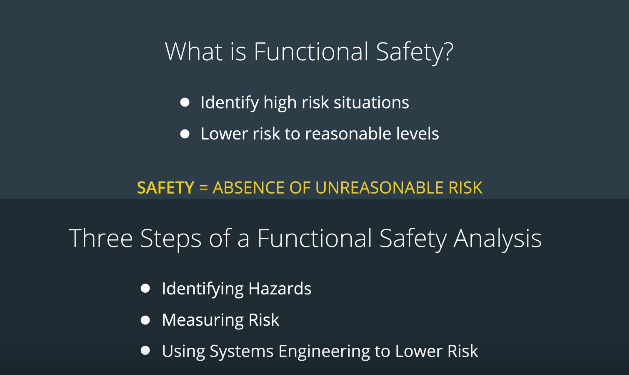 What is Functional Safety?
● Identify high risk situations
● Lower risk to reasonable levels
SAFETY = ABSENCE OF UNREASONABLE RISK
Three Steps of a Functional Safety Analysis
● Identifying Hazards
● Measuring Risk
● Using Systems Engineering to Lower Risk